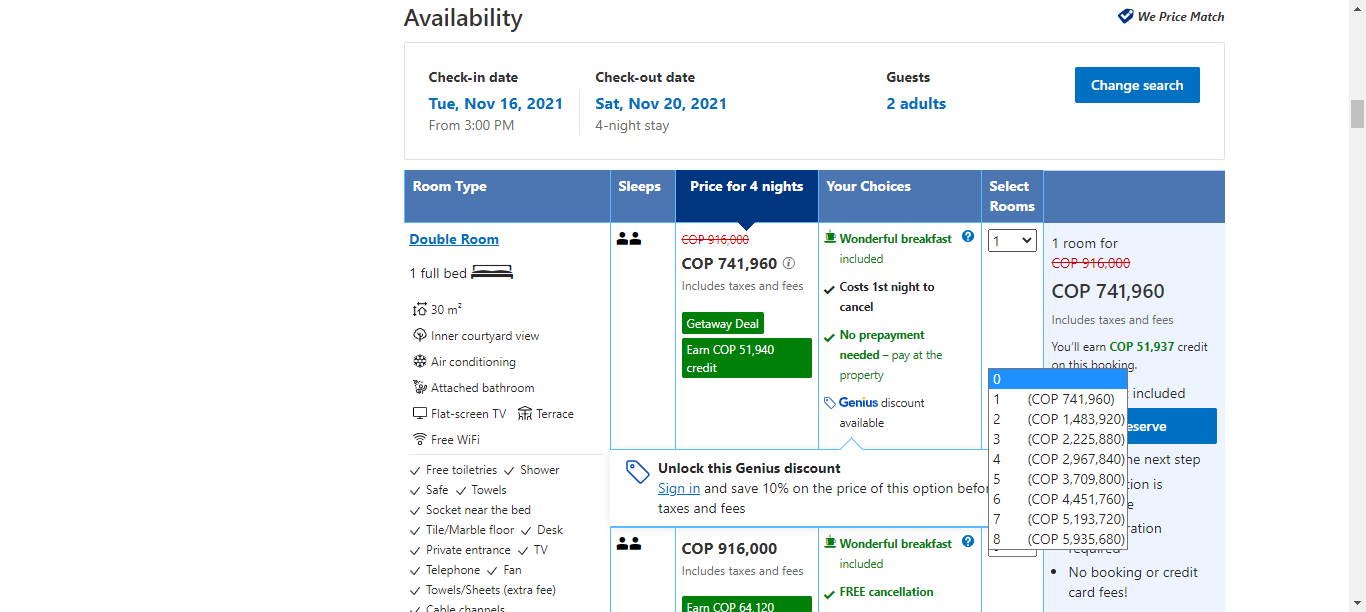 Availability
We Price Match
Check-in date
Tue, Nov 16, 2021
From 3:00 PM
Check-out date
Sat, Nov 20, 2021
4-night stay
Guests
2 adults
Change search
Room Type
Sleeps
Price for 4 nights
Your Choices
Select
Rooms
Double Room
1 full bed
30 m²
Inner courtyard view
Air conditioning
Attached bathroom
Flat-screen TV Terrace
Free WiFi
Free toiletries Shower
Safe Towels
Socket near the bed
Tile/Marble floor Desk
Private entrance TV
Telephone Fan
Towels/Sheets (extra fee)
Cable channels
COP 916,000
COP 741,960
Includes taxes and fees
Getaway Deal
Earn COP 51,940
credit
Wonderful breakfast
included
Costs 1st night to
cancel
No prepayment
needed – pay at the
property
Genius discount
available
1
1 room for
COP 916,000
COP 741,960
Includes taxes and fees
You'll earn COP 51,937 credit
on this booking.
included
0
1 (COP 741,960)
2 (COP 1,483,920)
3 (COP 2,225,880)
4 (COP 2,967,840)
5 (COP 3,709,800)
6 (COP 4,451,760)
7 (COP 5,193,720)
8 (COP 5,935,680)
next step
is
required
No booking or credit
card fees!
Unlock this Genius discount
Sign in and save 10% on the price of this option
taxes and fees
COP 916,000
Includes taxes and fees
Earn COP 64,120
Wonderful breakfast
included
FREE cancellation